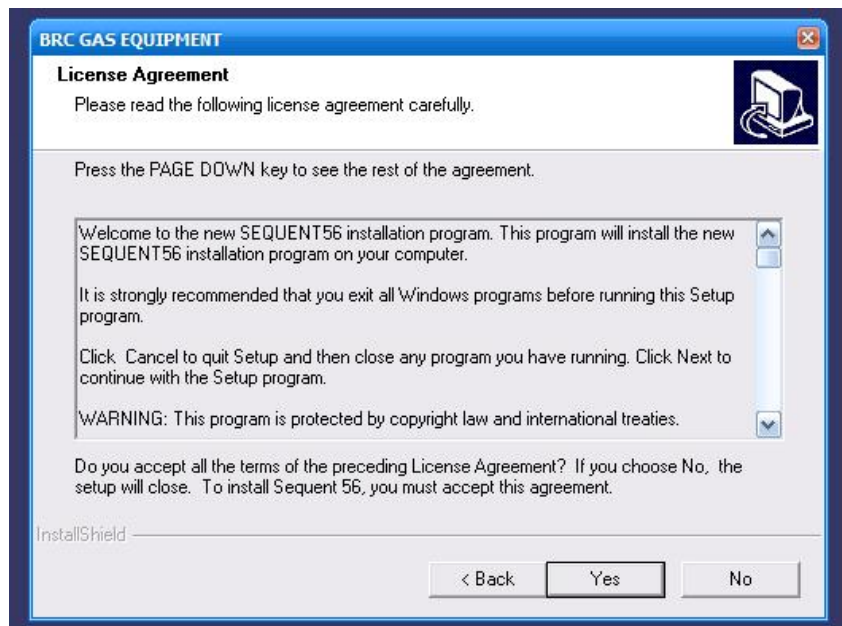 BRC GAS EQUIPMENT
License Agreement
Please read the following license agreement carefully.
Press the PAGE DOWN key to see the rest of the agreement.
Welcome to the new SEQUENT56 installation program. This program will install the new
SEQUENT56 installation program on your computer.
It is strongly recommended that you exit all Windows programs before running this Setup
program.
Click Cancel to quit Setup and then close any program you have running. Click Next to
continue with the Setup program.
WARNING: This program is protected by copyright law and international treaties.
Do you accept all the terms of the preceding License Agreement? If you choose No, the
setup will close. To install Sequent 56, you must accept this agreement.
InstallShield
< Back Yes No